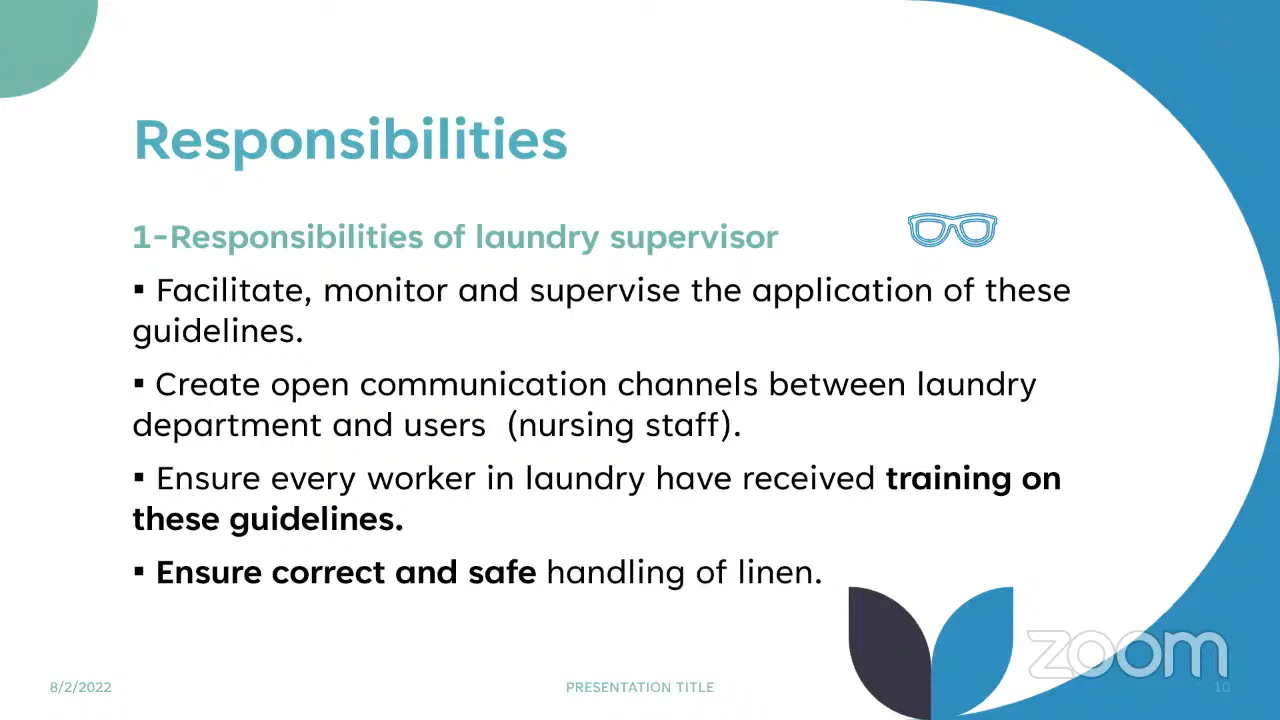 Responsibilities
1-Responsibilities of laundry supervisor
▪ Facilitate, monitor and supervise the application of these
guidelines.
▪ Create open communication channels between laundry
department and users  (nursing staff).
▪ Ensure every worker in laundry have received training on
these guidelines.
▪ Ensure correct and safe handling of linen.
zoom
8/2/2022
PRESENTATION TITLE
10